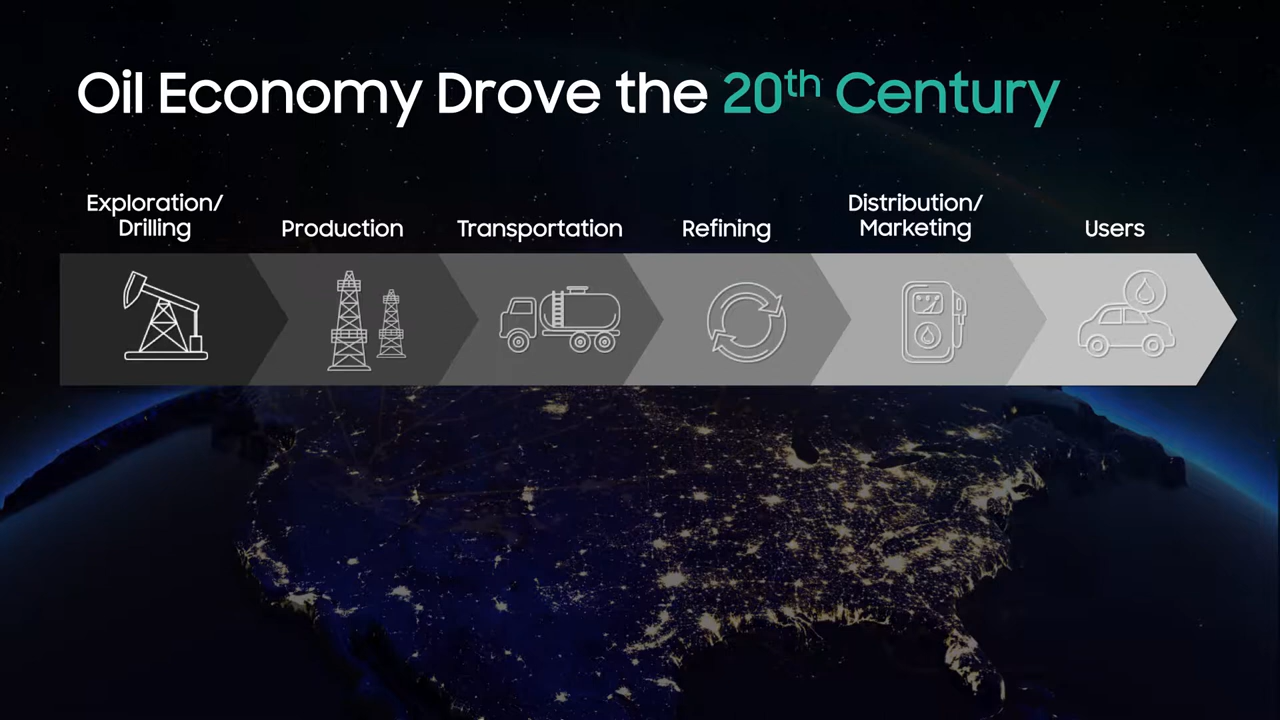 Oil Economy Drove the 20th Century
Exploration/
Drilling
Production
Transportation
Refining
Distribution/
Marketing
Users